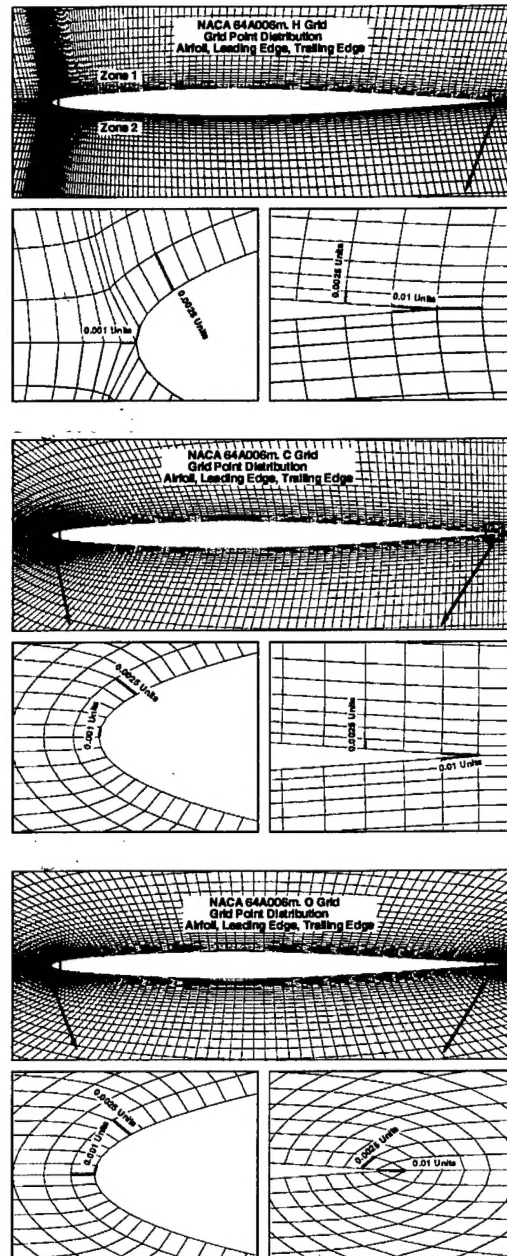 NACA 64A006m. H Grid
Grid Point Distribution
Airfoil, Leading Edge, Trailing Edge
Zone 1
Zone 2
0.001 Units
0.0025 Units
0.0025 Units
0.01 Units
NACA 64A006m. C Grid
Grid Point Distribution
Airfoil, Leading Edge, Trailing Edge
0.0025 Units
0.001 Units
0.0025 Units
0.01 Units
NACA 64A006m. O Grid
Grid Point Distribution
Airfoil, Leading Edge, Trailing Edge
0.0025 Units
0.001 Units
0.0025 Units
0.01 Units